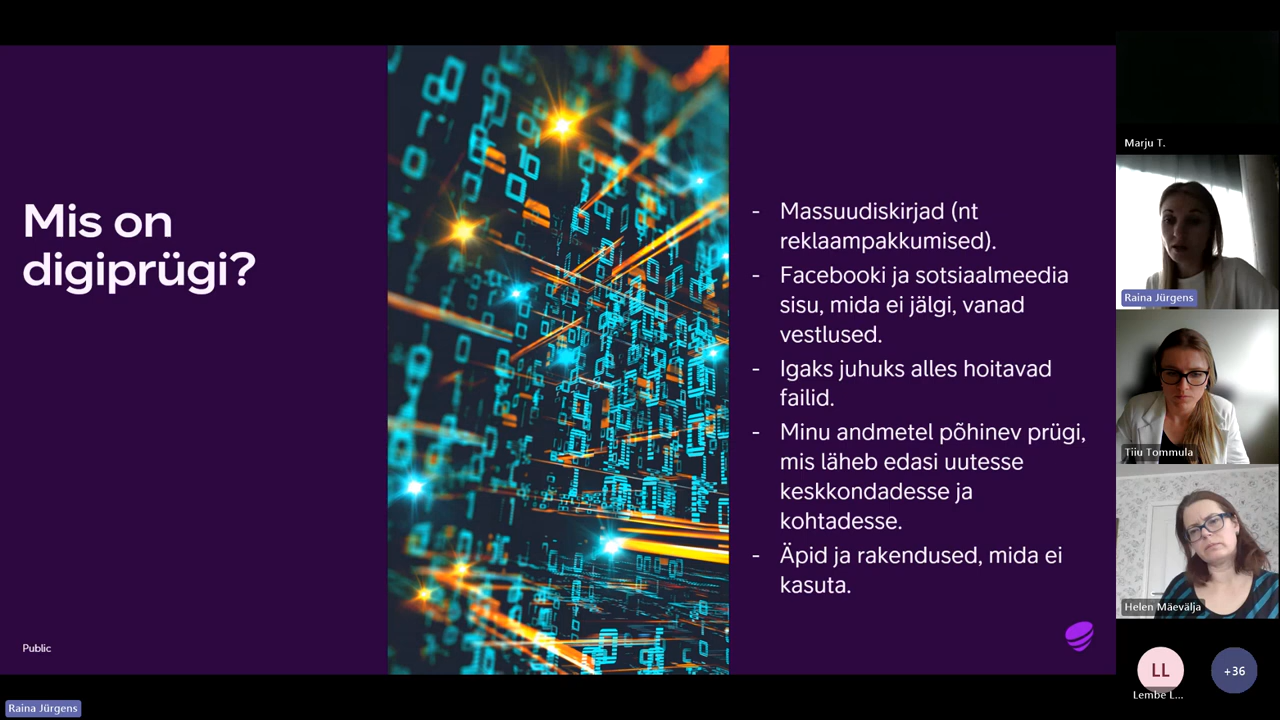 Mis on
digiprügi?
- Massuudiskirjad (nt
reklaampakkumised).
- Facebooki ja sotsiaalmeedia
sisu, mida ei jälgi, vanad
vestlused.
- Igaks juhuks alles hoitavad
failid.
- Minu andmetel põhinev prügi,
mis läheb edasi uutesse
keskkondadesse ja
kohtadesse.
- Äpid ja rakendused, mida ei
kasuta.
Public
Raina Jürgens
Marju T.
Raina Jürgens
Tiiu Tommula
Helen Mäevälja
LL
Lembe L...
+36